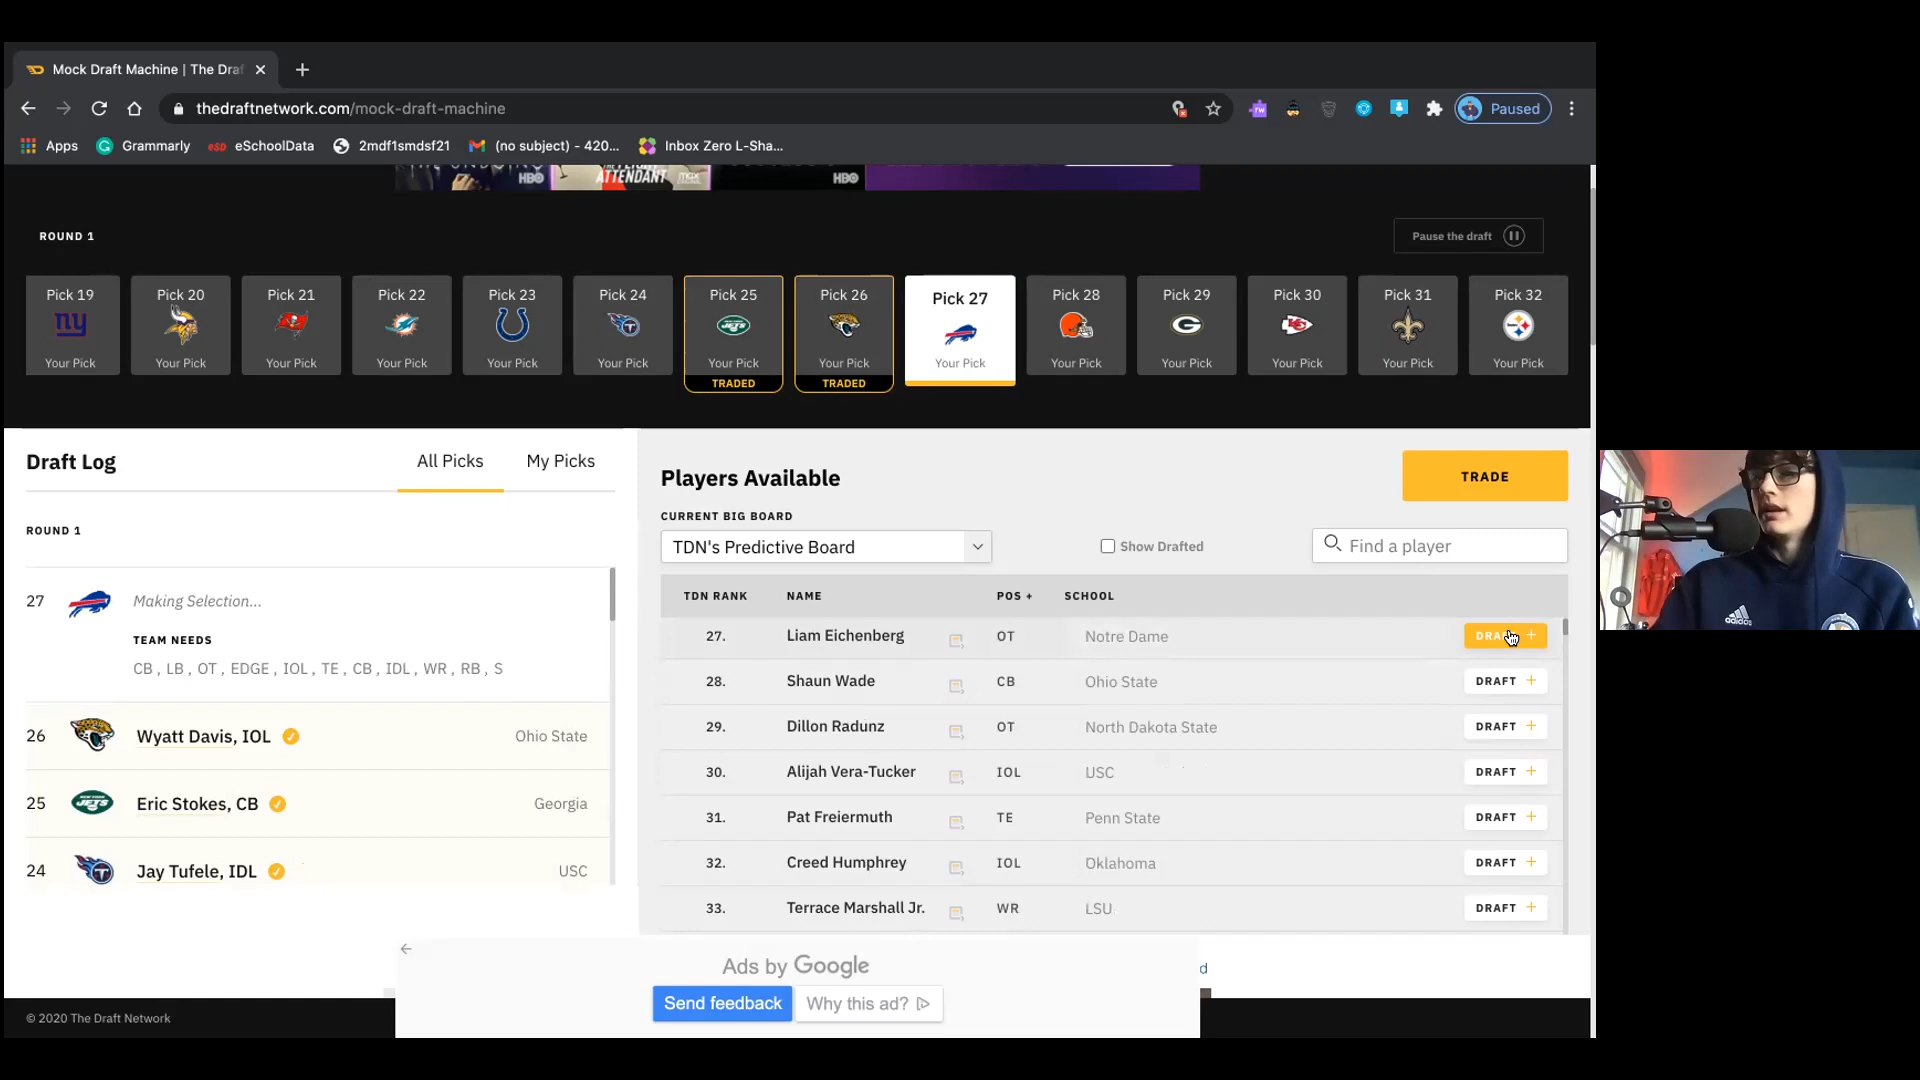 Mock Draft Machine | The Draf
thedraftnetwork.com/mock-draft-machine
Paused
Apps
Grammarly
eSchoolData
2mdf1smdsf21
(no subject) - 420...
Inbox Zero L-Sha...
HBO
ATTENDANT
max
HBO
ROUND 1
Pause the draft
Pick 19
Pick 20
Pick 21
Pick 22
Pick 23
Pick 24
Pick 25
Pick 26
Pick 27
Pick 28
Pick 29
Pick 30
Pick 31
Pick 32
Your Pick
Your Pick
Your Pick
Your Pick
Your Pick
Your Pick
Your Pick
Your Pick
Your Pick
Your Pick
Your Pick
Your Pick
Your Pick
Your Pick
TRADED
TRADED
Draft Log
All Picks
My Picks
ROUND 1
27 Making Selection...
TEAM NEEDS
CB , LB , OT , EDGE , IOL , TE , CB , IDL , WR , RB , S
26 Wyatt Davis, IOL Ohio State
25 JETS Eric Stokes, CB Georgia
24 Jay Tufele, IDL USC
Players Available
TRADE
CURRENT BIG BOARD
TDN's Predictive Board
Show Drafted
Find a player
TDN RANK NAME POS + SCHOOL
27. Liam Eichenberg OT Notre Dame DRA +
28. Shaun Wade CB Ohio State DRAFT +
29. Dillon Radunz OT North Dakota State DRAFT +
30. Alijah Vera-Tucker IOL USC DRAFT +
31. Pat Freiermuth TE Penn State DRAFT +
32. Creed Humphrey IOL Oklahoma DRAFT +
33. Terrace Marshall Jr. WR LSU DRAFT +
Ads by Google
Send feedback
Why this ad?
d
© 2020 The Draft Network
adidas